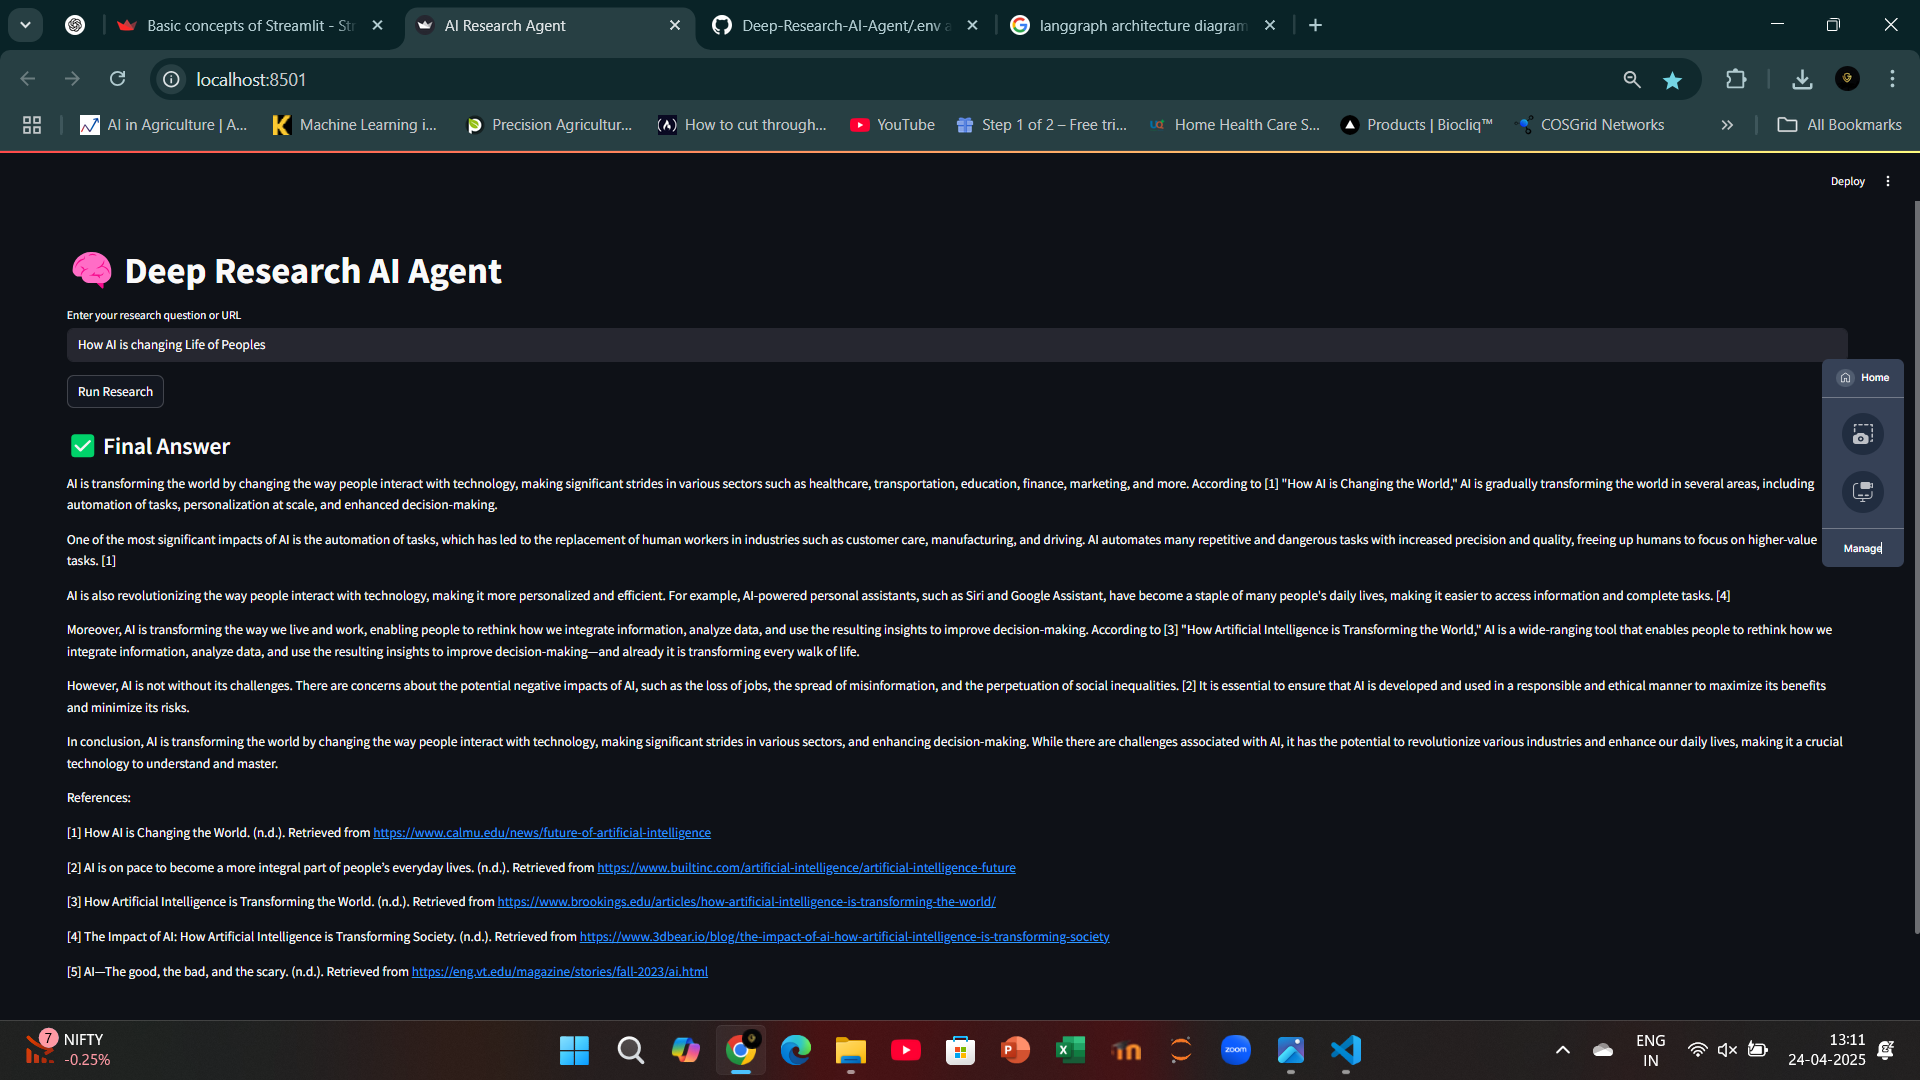 Basic concepts of Streamlit - Str
AI Research Agent
Deep-Research-AI-Agent/.env a
langgraph architecture diagram
localhost:8501
AI in Agriculture | A...
Machine Learning i...
Precision Agricultur...
How to cut through...
YouTube
Step 1 of 2 – Free tri...
Home Health Care S...
Products | Biocliq™
COSGrid Networks
All Bookmarks
Deploy
Deep Research AI Agent
Enter your research question or URL
How AI is changing Life of Peoples
Run Research
Home
Manage
Final Answer
AI is transforming the world by changing the way people interact with technology, making significant strides in various sectors such as healthcare, transportation, education, finance, marketing, and more. According to [1] "How AI is Changing the World," AI is gradually transforming the world in several areas, including
automation of tasks, personalization at scale, and enhanced decision-making.
One of the most significant impacts of AI is the automation of tasks, which has led to the replacement of human workers in industries such as customer care, manufacturing, and driving. AI automates many repetitive and dangerous tasks with increased precision and quality, freeing up humans to focus on higher-value
tasks. [1]
AI is also revolutionizing the way people interact with technology, making it more personalized and efficient. For example, AI-powered personal assistants, such as Siri and Google Assistant, have become a staple of many people's daily lives, making it easier to access information and complete tasks. [4]
Moreover, AI is transforming the way we live and work, enabling people to rethink how we integrate information, analyze data, and use the resulting insights to improve decision-making. According to [3] "How Artificial Intelligence is Transforming the World," AI is a wide-ranging tool that enables people to rethink how we
integrate information, analyze data, and use the resulting insights to improve decision-making—and already it is transforming every walk of life.
However, AI is not without its challenges. There are concerns about the potential negative impacts of AI, such as the loss of jobs, the spread of misinformation, and the perpetuation of social inequalities. [2] It is essential to ensure that AI is developed and used in a responsible and ethical manner to maximize its benefits
and minimize its risks.
In conclusion, AI is transforming the world by changing the way people interact with technology, making significant strides in various sectors, and enhancing decision-making. While there are challenges associated with AI, it has the potential to revolutionize various industries and enhance our daily lives, making it a crucial
technology to understand and master.
References:
[1] How AI is Changing the World. (n.d.). Retrieved from https://www.calmu.edu/news/future-of-artificial-intelligence
[2] AI is on pace to become a more integral part of people’s everyday lives. (n.d.). Retrieved from https://www.builtinc.com/artificial-intelligence/artificial-intelligence-future
[3] How Artificial Intelligence is Transforming the World. (n.d.). Retrieved from https://www.brookings.edu/articles/how-artificial-intelligence-is-transforming-the-world/
[4] The Impact of AI: How Artificial Intelligence is Transforming Society. (n.d.). Retrieved from https://www.3dbear.io/blog/the-impact-of-ai-how-artificial-intelligence-is-transforming-society
[5] AI—The good, the bad, and the scary. (n.d.). Retrieved from https://eng.vt.edu/magazine/stories/fall-2023/ai.html
7
NIFTY
-0.25%
zoom
ENG
IN
13:11
24-04-2025